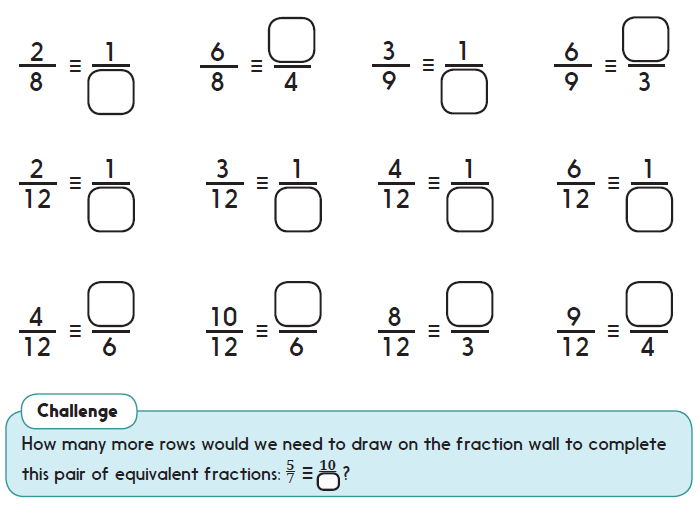 2/8 ≡ 1/□ 6/8 ≡ □/4 3/9 ≡ 1/□ 6/9 ≡ □/3
2/12 ≡ 1/□ 3/12 ≡ 1/□ 4/12 ≡ 1/□ 6/12 ≡ 1/□
4/12 ≡ □/6 10/12 ≡ □/6 8/12 ≡ □/3 9/12 ≡ □/4
Challenge
How many more rows would we need to draw on the fraction wall to complete
this pair of equivalent fractions: 5/7 ≡ 10/□ ?